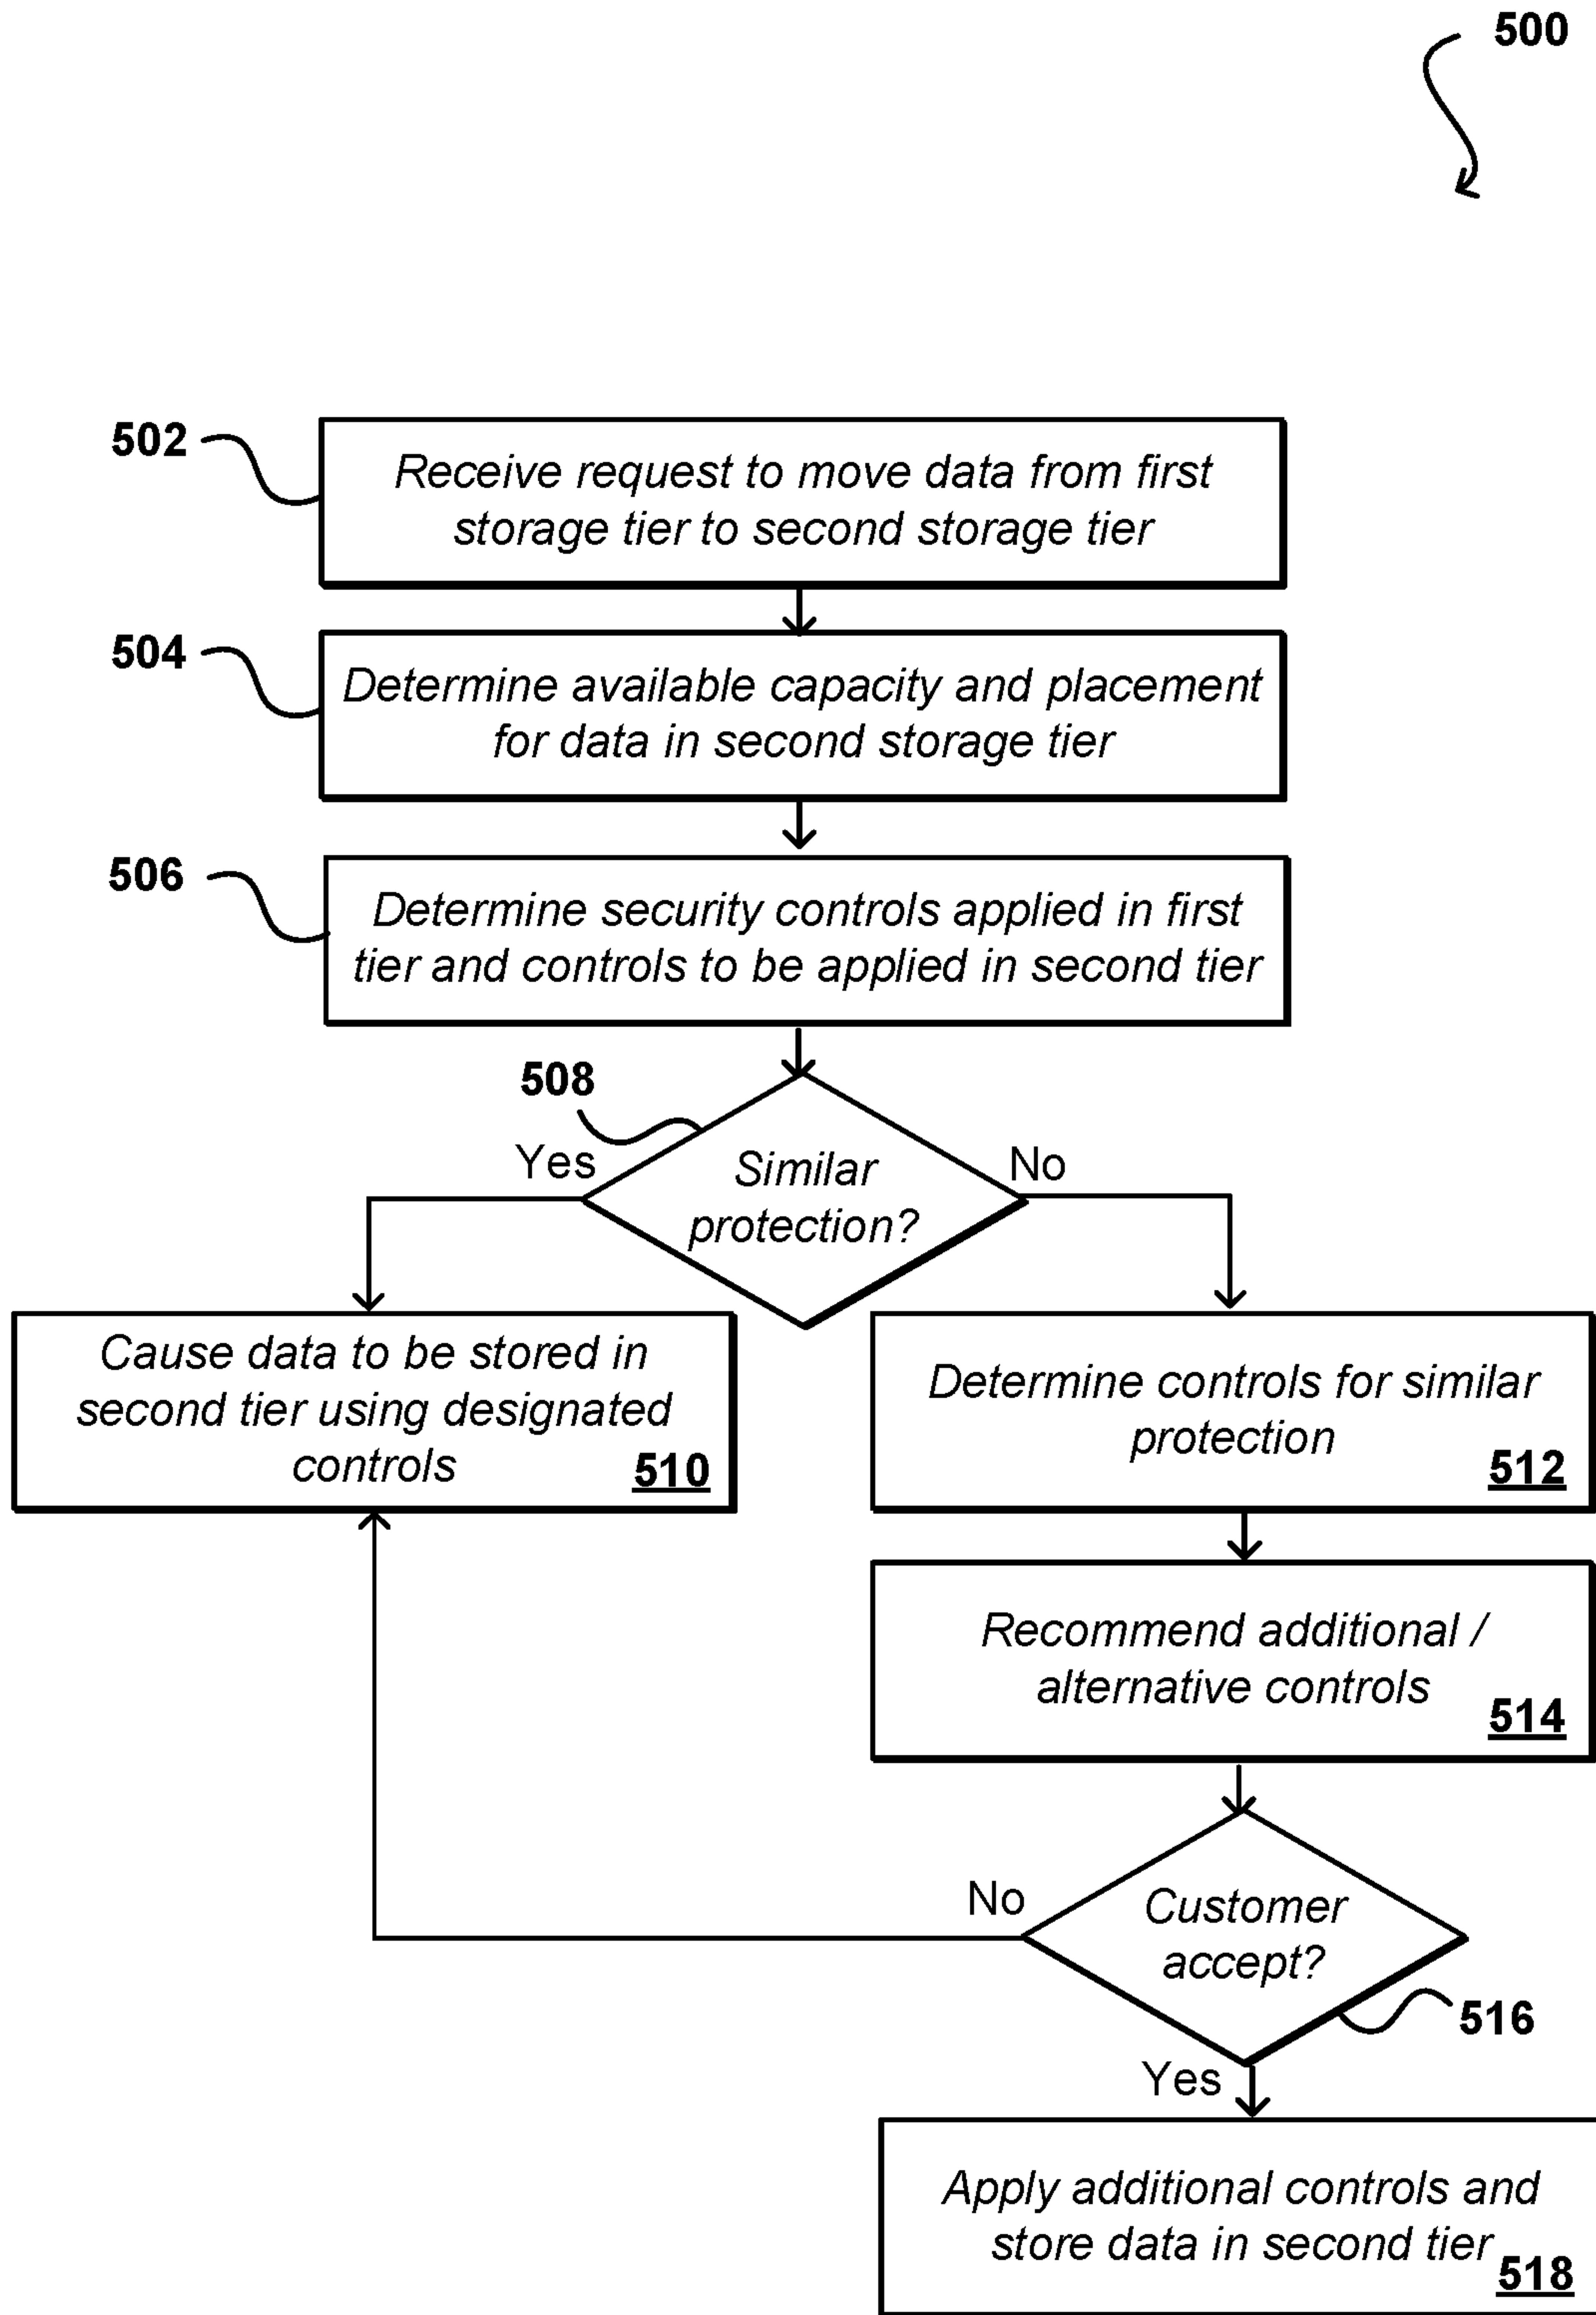 500
502
Receive request to move data from first
storage tier to second storage tier
504
Determine available capacity and placement
for data in second storage tier
506
Determine security controls applied in first
tier and controls to be applied in second tier
508
Yes
Similar
protection?
No
Cause data to be stored in
second tier using designated
controls
510
Determine controls for similar
protection
512
Recommend additional /
alternative controls
514
No
Customer
accept?
516
Yes
Apply additional controls and
store data in second tier
518